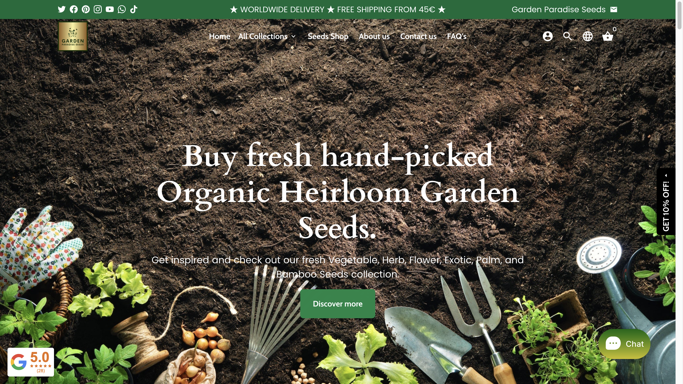 ★ WORLDWIDE DELIVERY ★ FREE SHIPPING FROM 45€ ★
Garden Paradise Seeds
GARDEN
Home
All Collections
Seeds Shop
About us
Contact us
FAQ's
0
Buy fresh hand-picked
Organic Heirloom Garden
Seeds.
Get inspired and check out our fresh Vegetable, Herb, Flower, Exotic, Palm, and
Bamboo Seeds collection.
Discover more
GET 10% OFF!
5.0
Chat